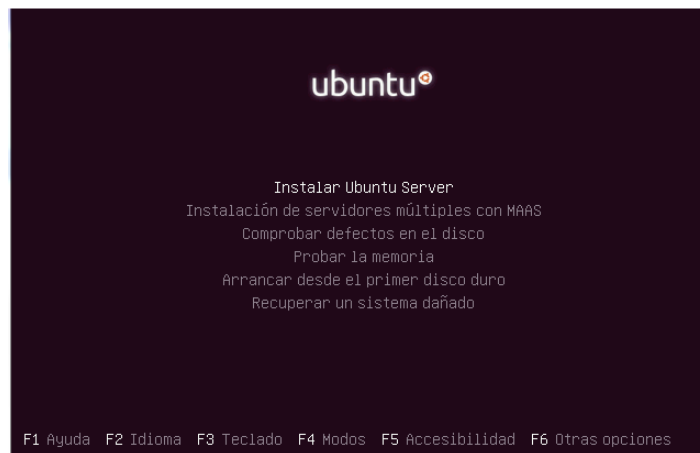 ubuntu
Instalar Ubuntu Server
Instalación de servidores múltiples con MAAS
Comprobar defectos en el disco
Probar la memoria
Arrancar desde el primer disco duro
Recuperar un sistema dañado
F1 Ayuda F2 Idioma F3 Teclado F4 Modos F5 Accesibilidad F6 Otras opciones